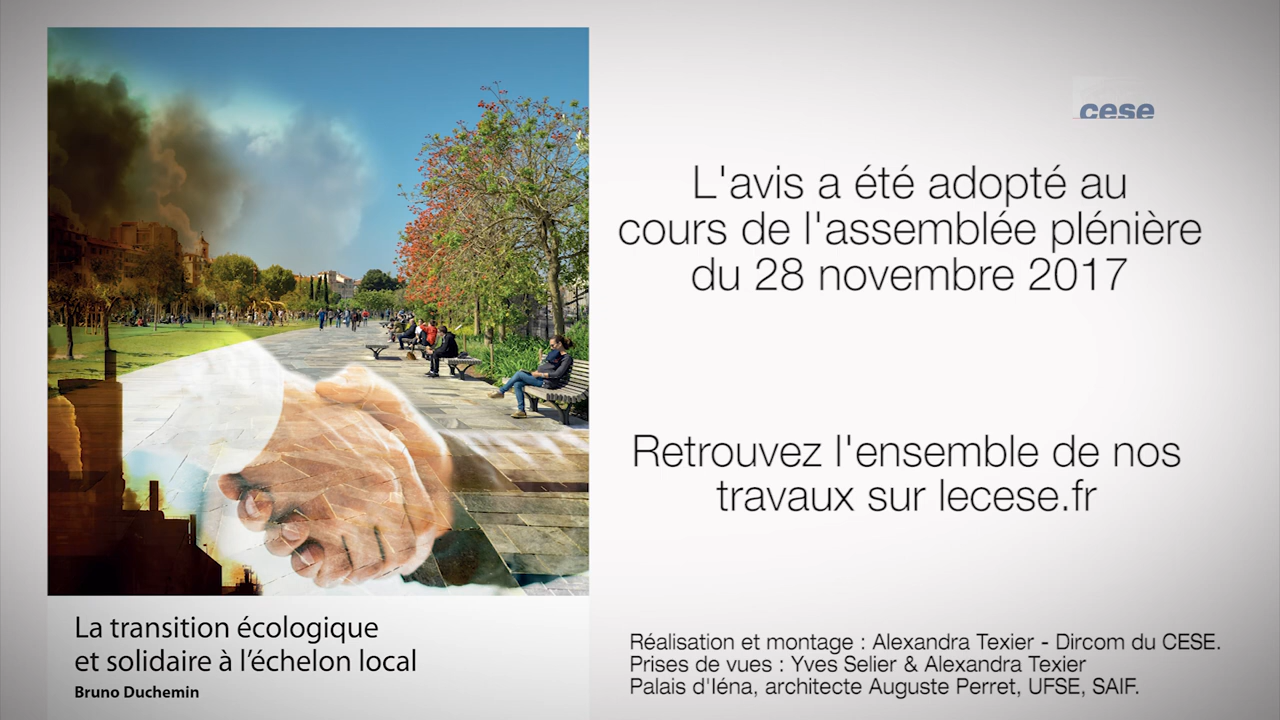 La transition écologique
et solidaire à l’échelon local
Bruno Duchemin
cese
L'avis a été adopté au
cours de l'assemblée plénière
du 28 novembre 2017
Retrouvez l'ensemble de nos
travaux sur lecese.fr
Réalisation et montage : Alexandra Texier - Dircom du CESE.
Prises de vues : Yves Selier & Alexandra Texier
Palais d'Iéna, architecte Auguste Perret, UFSE, SAIF.